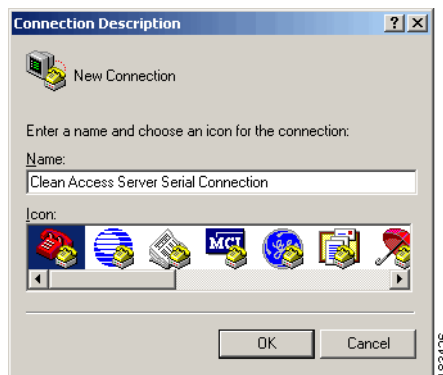 Connection Description
New Connection
Enter a name and choose an icon for the connection:
Name:
Clean Access Server Serial Connection
Icon:
MCI
OK
Cancel